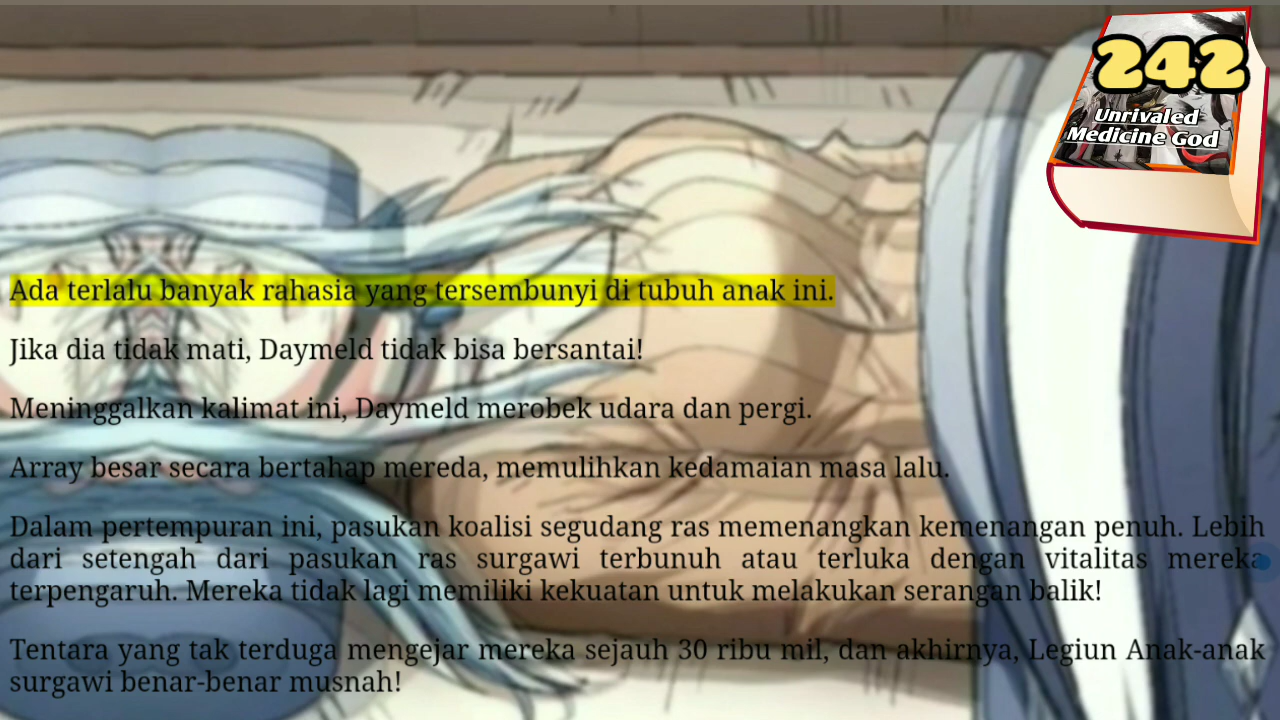 242
Unrivaled
Medicine God
Ada terlalu banyak rahasia yang tersembunyi di tubuh anak ini.
Jika dia tidak mati, Daymeld tidak bisa bersantai!
Meninggalkan kalimat ini, Daymeld merobek udara dan pergi.
Array besar secara bertahap mereda, memulihkan kedamaian masa lalu.
Dalam pertempuran ini, pasukan koalisi segudang ras memenangkan kemenangan penuh. Lebih
dari setengah dari pasukan ras surgawi terbunuh atau terluka dengan vitalitas mereka
terpengaruh. Mereka tidak lagi memiliki kekuatan untuk melakukan serangan balik!
Tentara yang tak terduga mengejar mereka sejauh 30 ribu mil, dan akhirnya, Legiun Anak-anak
surgawi benar-benar musnah!